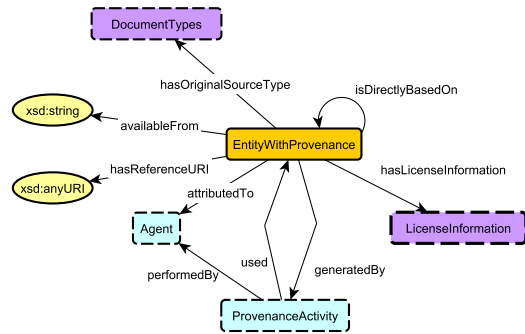 DocumentTypes
hasOriginalSourceType
isDirectlyBasedOn
xsd:string
availableFrom
EntityWithProvenance
hasReferenceURI
hasLicenseInformation
xsd:anyURI
attributedTo
Agent
LicenseInformation
used
generatedBy
performedBy
ProvenanceActivity